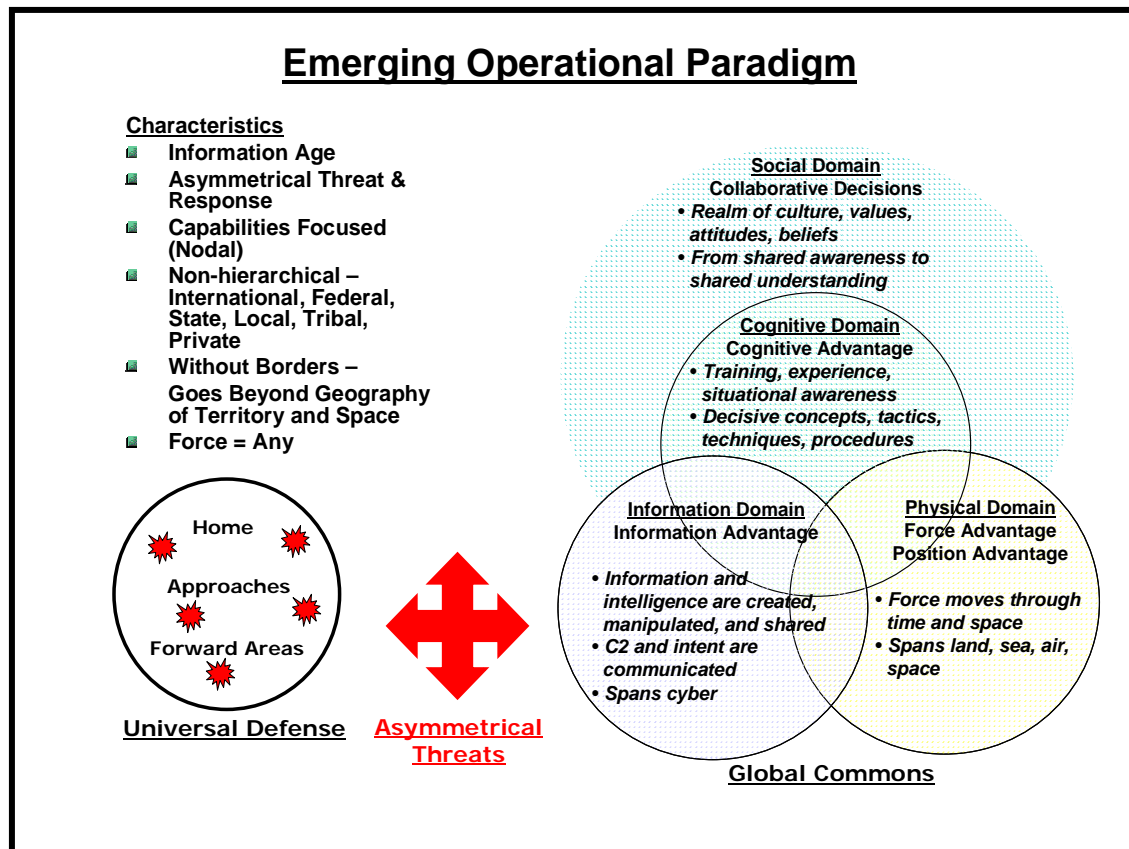 Emerging Operational Paradigm
Characteristics
Information Age
Asymmetrical Threat &
Response
Capabilities Focused
(Nodal)
Non-hierarchical –
International, Federal,
State, Local, Tribal,
Private
Without Borders –
Goes Beyond Geography
of Territory and Space
Force = Any
Home
Approaches
Forward Areas
Universal Defense
Asymmetrical
Threats
Social Domain
Collaborative Decisions
• Realm of culture, values,
attitudes, beliefs
• From shared awareness to
shared understanding
Cognitive Domain
Cognitive Advantage
• Training, experience,
situational awareness
• Decisive concepts, tactics,
techniques, procedures
Information Domain
Information Advantage
• Information and
intelligence are created,
manipulated, and shared
• C2 and intent are
communicated
• Spans cyber
Physical Domain
Force Advantage
Position Advantage
• Force moves through
time and space
• Spans land, sea, air,
space
Global Commons